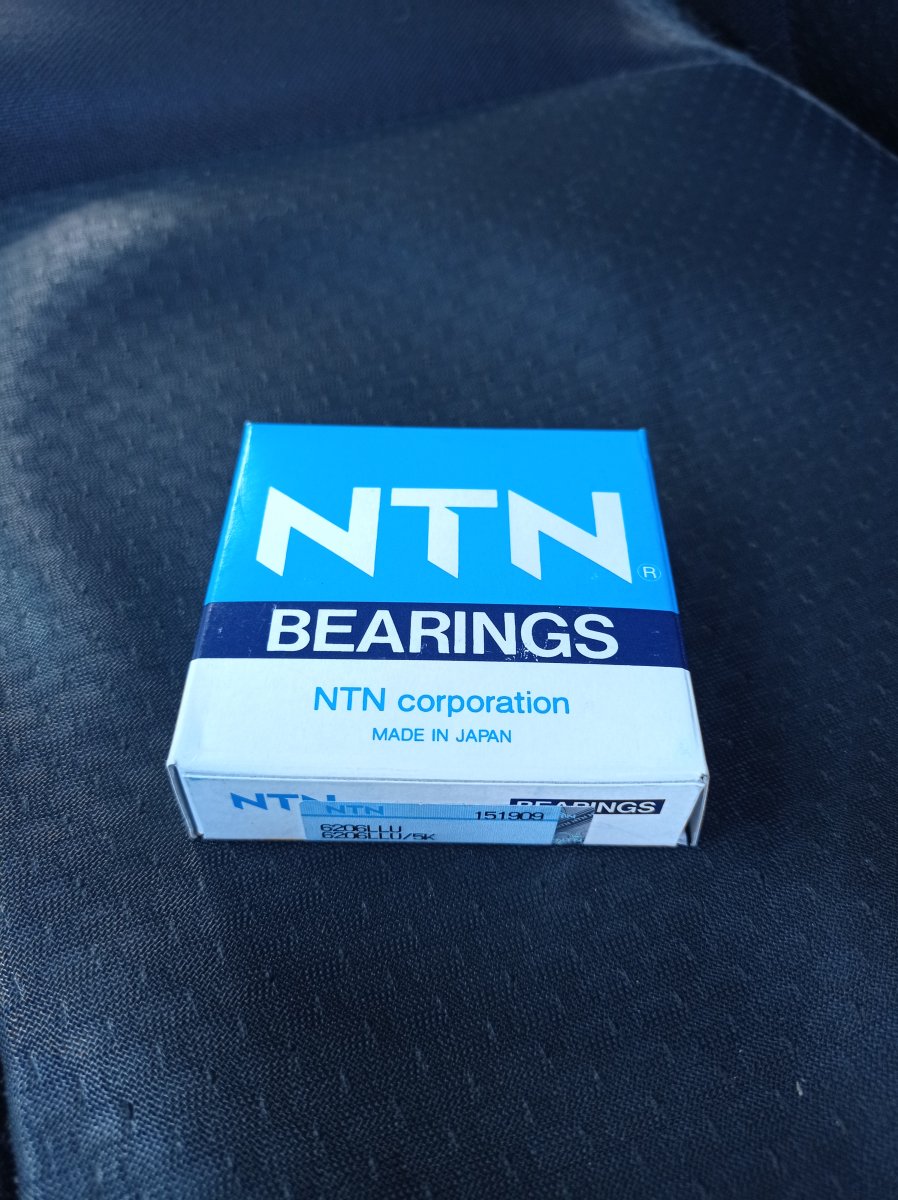 NTN
®
BEARINGS
NTN corporation
MADE IN JAPAN
NTN
BEARINGS
NTN
151909
6206LLU
6206LLU/5K